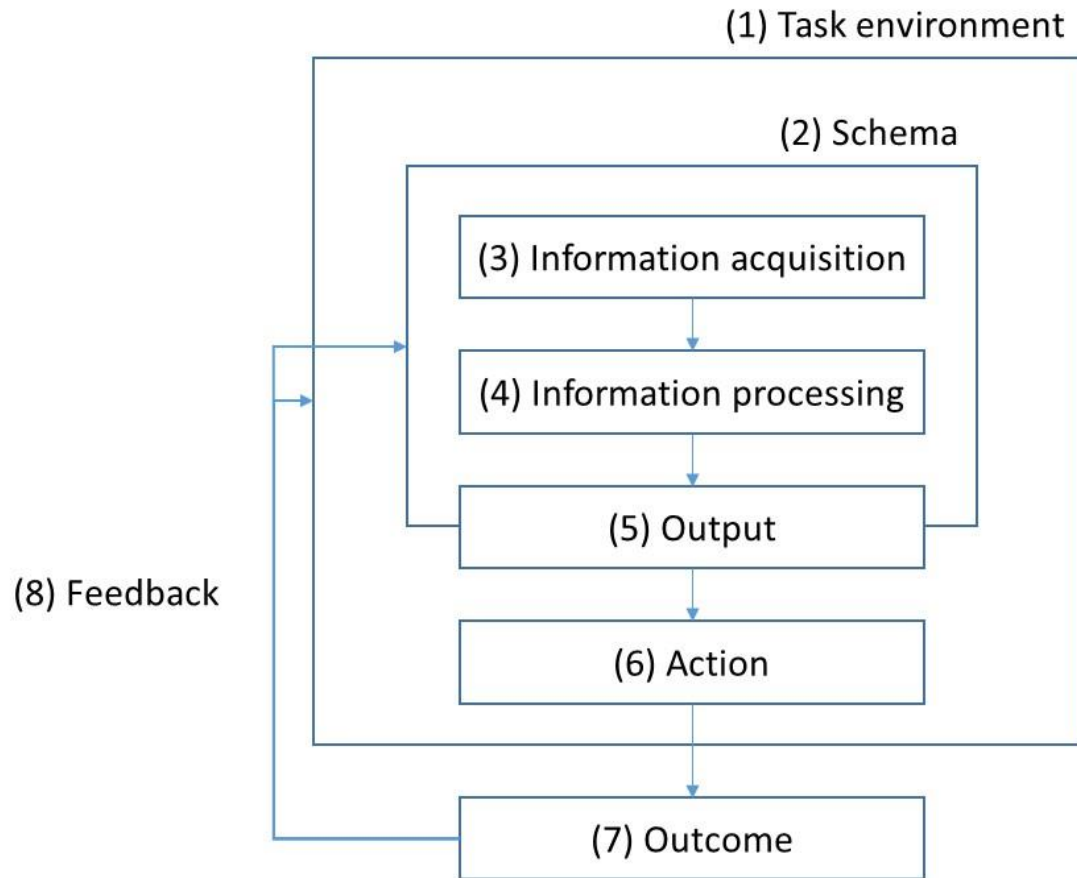 (1) Task environment
(2) Schema
(3) Information acquisition
(4) Information processing
(5) Output
(8) Feedback
(6) Action
(7) Outcome